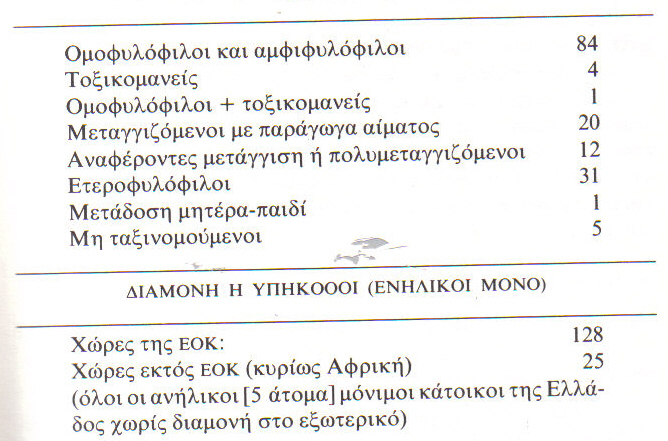 Ομοφυλόφιλοι και αμφιφυλόφιλοι 84
Τοξικομανείς 4
Ομοφυλόφιλοι + τοξικομανείς 1
Μεταγγιζόμενοι με παράγωγα αίματος 20
Αναφέροντες μετάγγιση ή πολυμεταγγιζόμενοι 12
Ετεροφυλόφιλοι 31
Μετάδοση μητέρα-παιδί 1
Μη ταξινομούμενοι 5
ΔΙΑΜΟΝΗ Η ΥΠΗΚΟΟΟΙ (ΕΝΗΛΙΚΟΙ ΜΟΝΟ)
Χώρες της ΕΟΚ: 128
Χώρες εκτός ΕΟΚ (κυρίως Αφρική) 25
(όλοι οι ανήλικοι [5 άτομα] μόνιμοι κάτοικοι της Ελλά-
δος χωρίς διαμονή στο εξωτερικό)